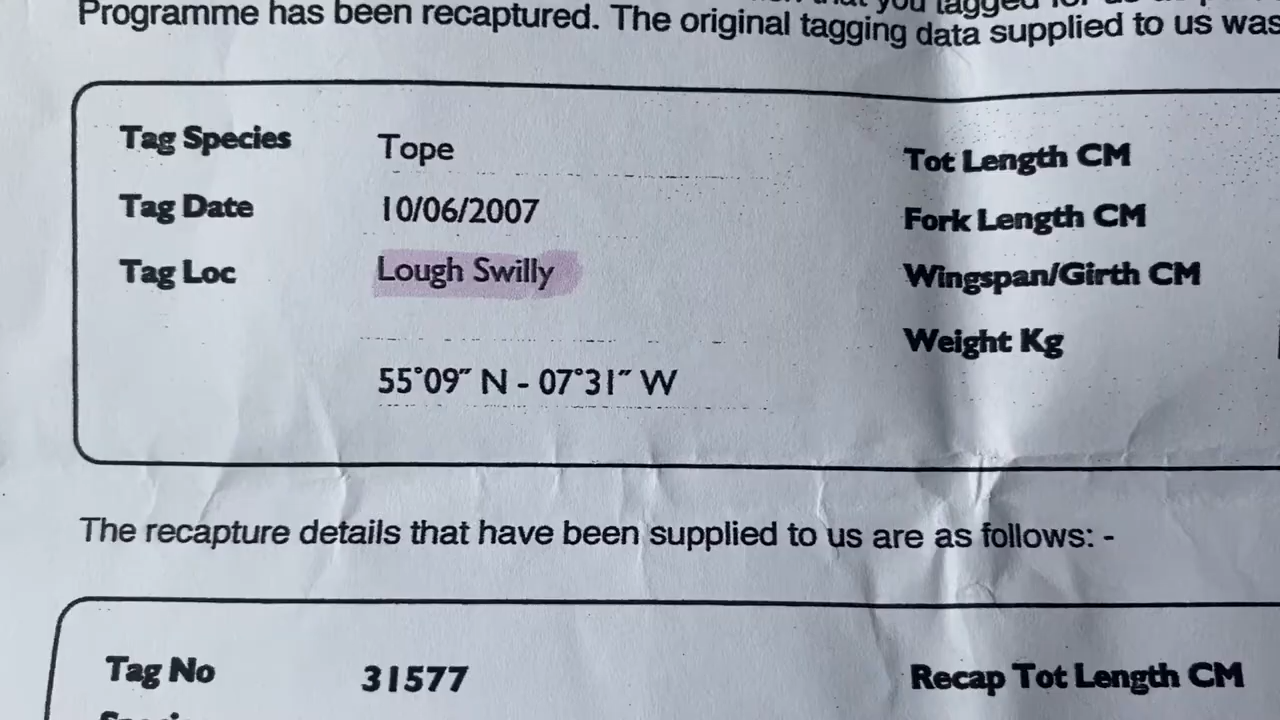 Programme has been recaptured. The original tagging data supplied to us was
Tag Species Tope Tot Length CM
Tag Date 10/06/2007 Fork Length CM
Tag Loc Lough Swilly Wingspan/Girth CM
Weight Kg
55°09″ N - 07°31″ W
The recapture details that have been supplied to us are as follows: -
Tag No 31577 Recap Tot Length CM